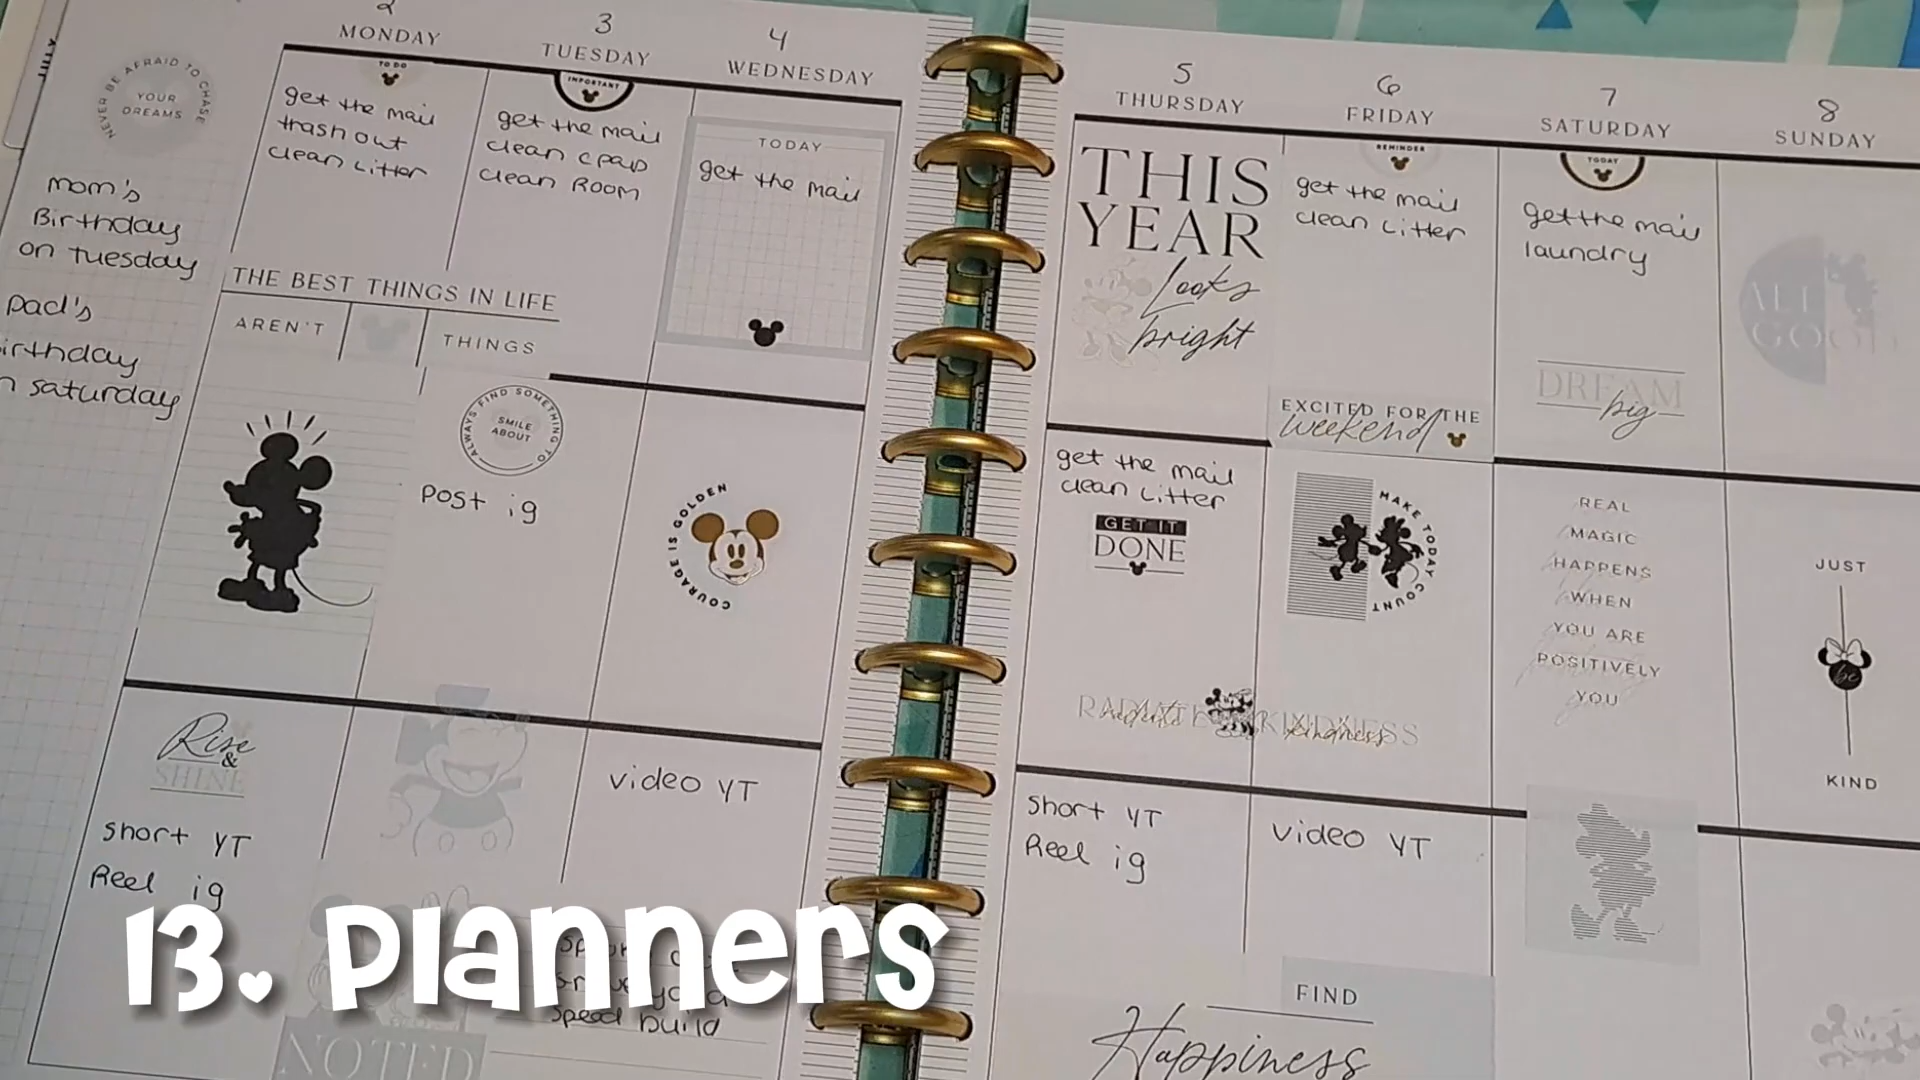 NEVER BE AFRAID TO CHASE
YOUR
DREAMS
mom's
Birthday
on tuesday
Dad's
saturday
2
MONDAY
TO DO
get the mail
trash out
clean Litter
3
TUESDAY
IMPORTANT
get the mail
clean cpap
clean Room
4
WEDNESDAY
TODAY
get the mail
THE BEST THINGS IN LIFE
AREN'T
THINGS
ALWAYS FIND SOMETHING TO
SMILE
ABOUT
Post ig
COURAGE IS GOLDEN
Rise
&
SHINE
Short YT
Reel ig
video YT
speed build
NOTED
5
THURSDAY
THIS
YEAR
Looks
bright
6
FRIDAY
REMINDER
get the mail
clean Litter
EXCITED FOR THE
weekend
7
SATURDAY
TODAY
get the mail
laundry
DREAM
big
8
SUNDAY
ALL
GOOD
get the mail
clean Litter
GET IT
DONE
MAKE TODAY COUNT
REAL
MAGIC
HAPPENS
WHEN
YOU ARE
POSITIVELY
YOU
JUST
be
KIND
RADIATE KINDNESS
Short YT
Reel ig
video YT
FIND
Happiness
13. Planners